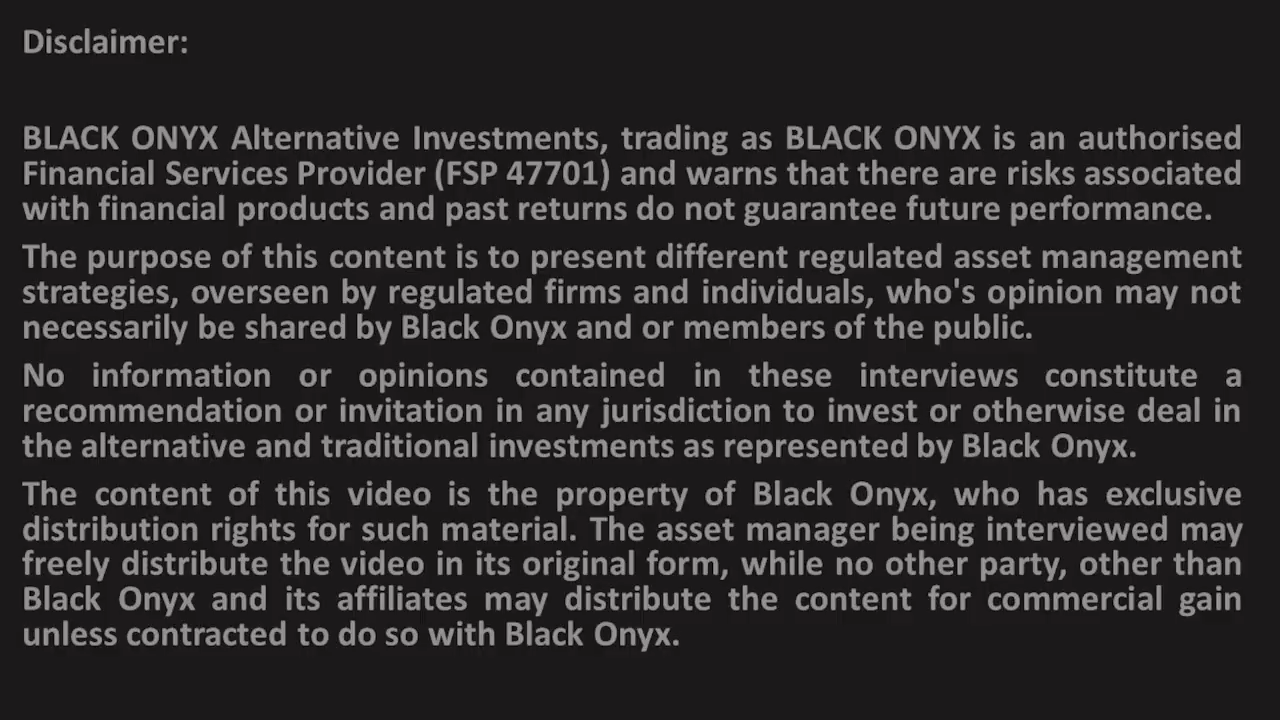 Disclaimer:
BLACK ONYX Alternative Investments, trading as BLACK ONYX is an authorised
Financial Services Provider (FSP 47701) and warns that there are risks associated
with financial products and past returns do not guarantee future performance.
The purpose of this content is to present different regulated asset management
strategies, overseen by regulated firms and individuals, who's opinion may not
necessarily be shared by Black Onyx and or members of the public.
No information or opinions contained in these interviews constitute a
recommendation or invitation in any jurisdiction to invest or otherwise deal in
the alternative and traditional investments as represented by Black Onyx.
The content of this video is the property of Black Onyx, who has exclusive
distribution rights for such material. The asset manager being interviewed may
freely distribute the video in its original form, while no other party, other than
Black Onyx and its affiliates may distribute the content for commercial gain
unless contracted to do so with Black Onyx.